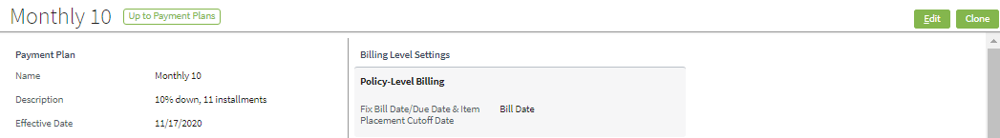 Monthly 10 Up to Payment Plans
Edit Clone
Payment Plan
Name Monthly 10
Description 10% down, 11 installments
Effective Date 11/17/2020
Billing Level Settings
Policy-Level Billing
Fix Bill Date/Due Date & Item Bill Date
Placement Cutoff Date